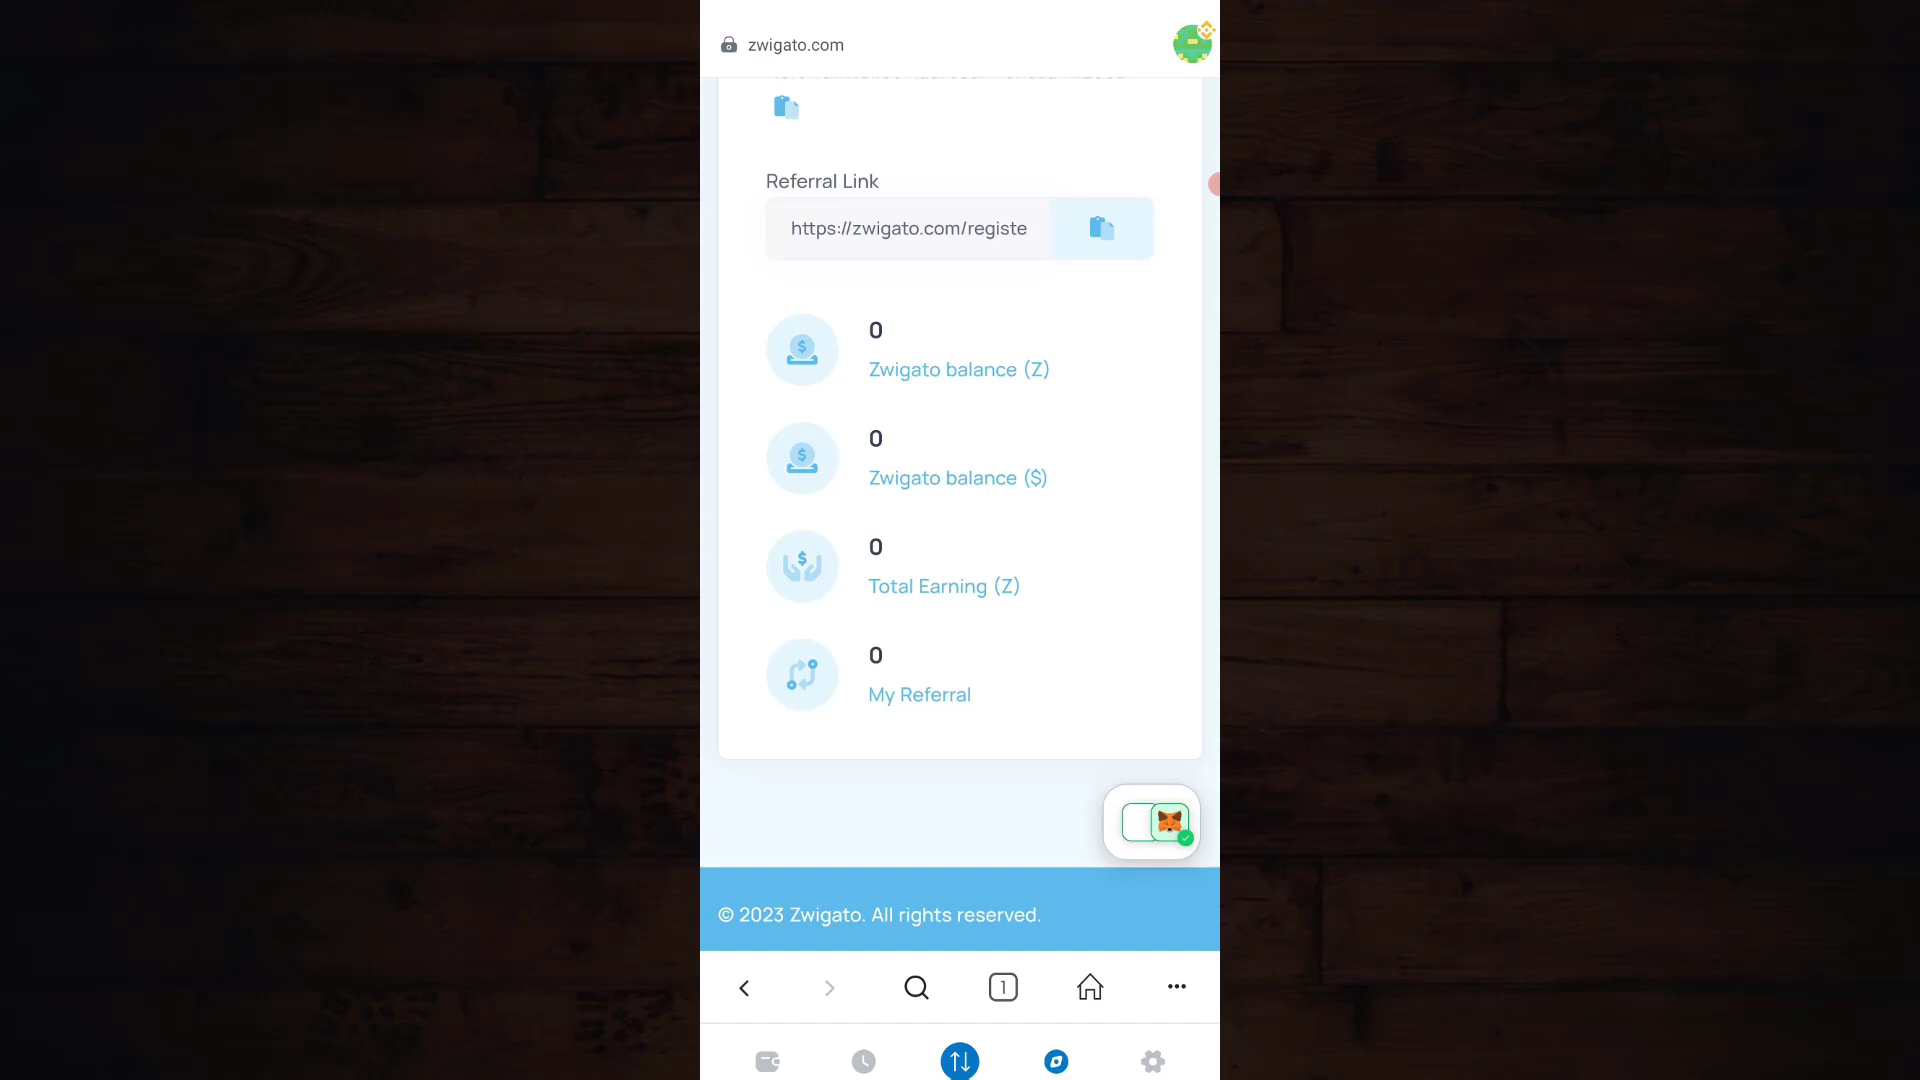 zwigato.com
Referral Link
https://zwigato.com/registe
0
Zwigato balance (Z)
0
Zwigato balance ($)
0
Total Earning (Z)
0
My Referral
© 2023 Zwigato. All rights reserved.
1